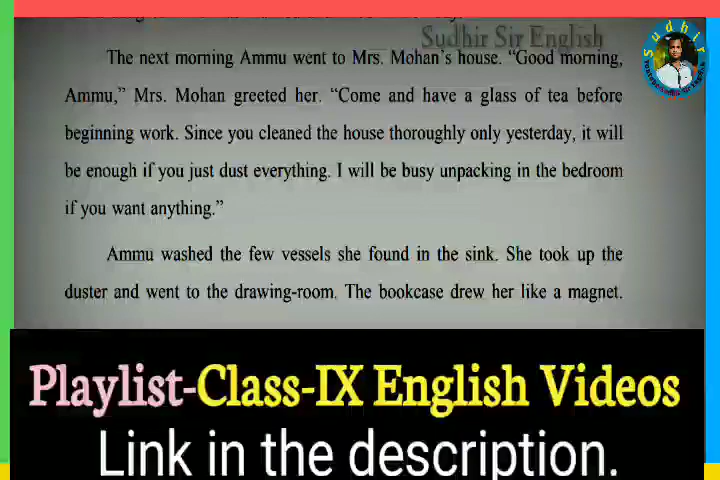 Sudhir Sir English
The next morning Ammu went to Mrs. Mohan's house. “Good morning,
Ammu,” Mrs. Mohan greeted her. “Come and have a glass of tea before
beginning work. Since you cleaned the house thoroughly only yesterday, it will
be enough if you just dust everything. I will be busy unpacking in the bedroom
if you want anything.”
Ammu washed the few vessels she found in the sink. She took up the
duster and went to the drawing-room. The bookcase drew her like a magnet.
Sudhir
Playlist-Class-IX English Videos
Link in the description.